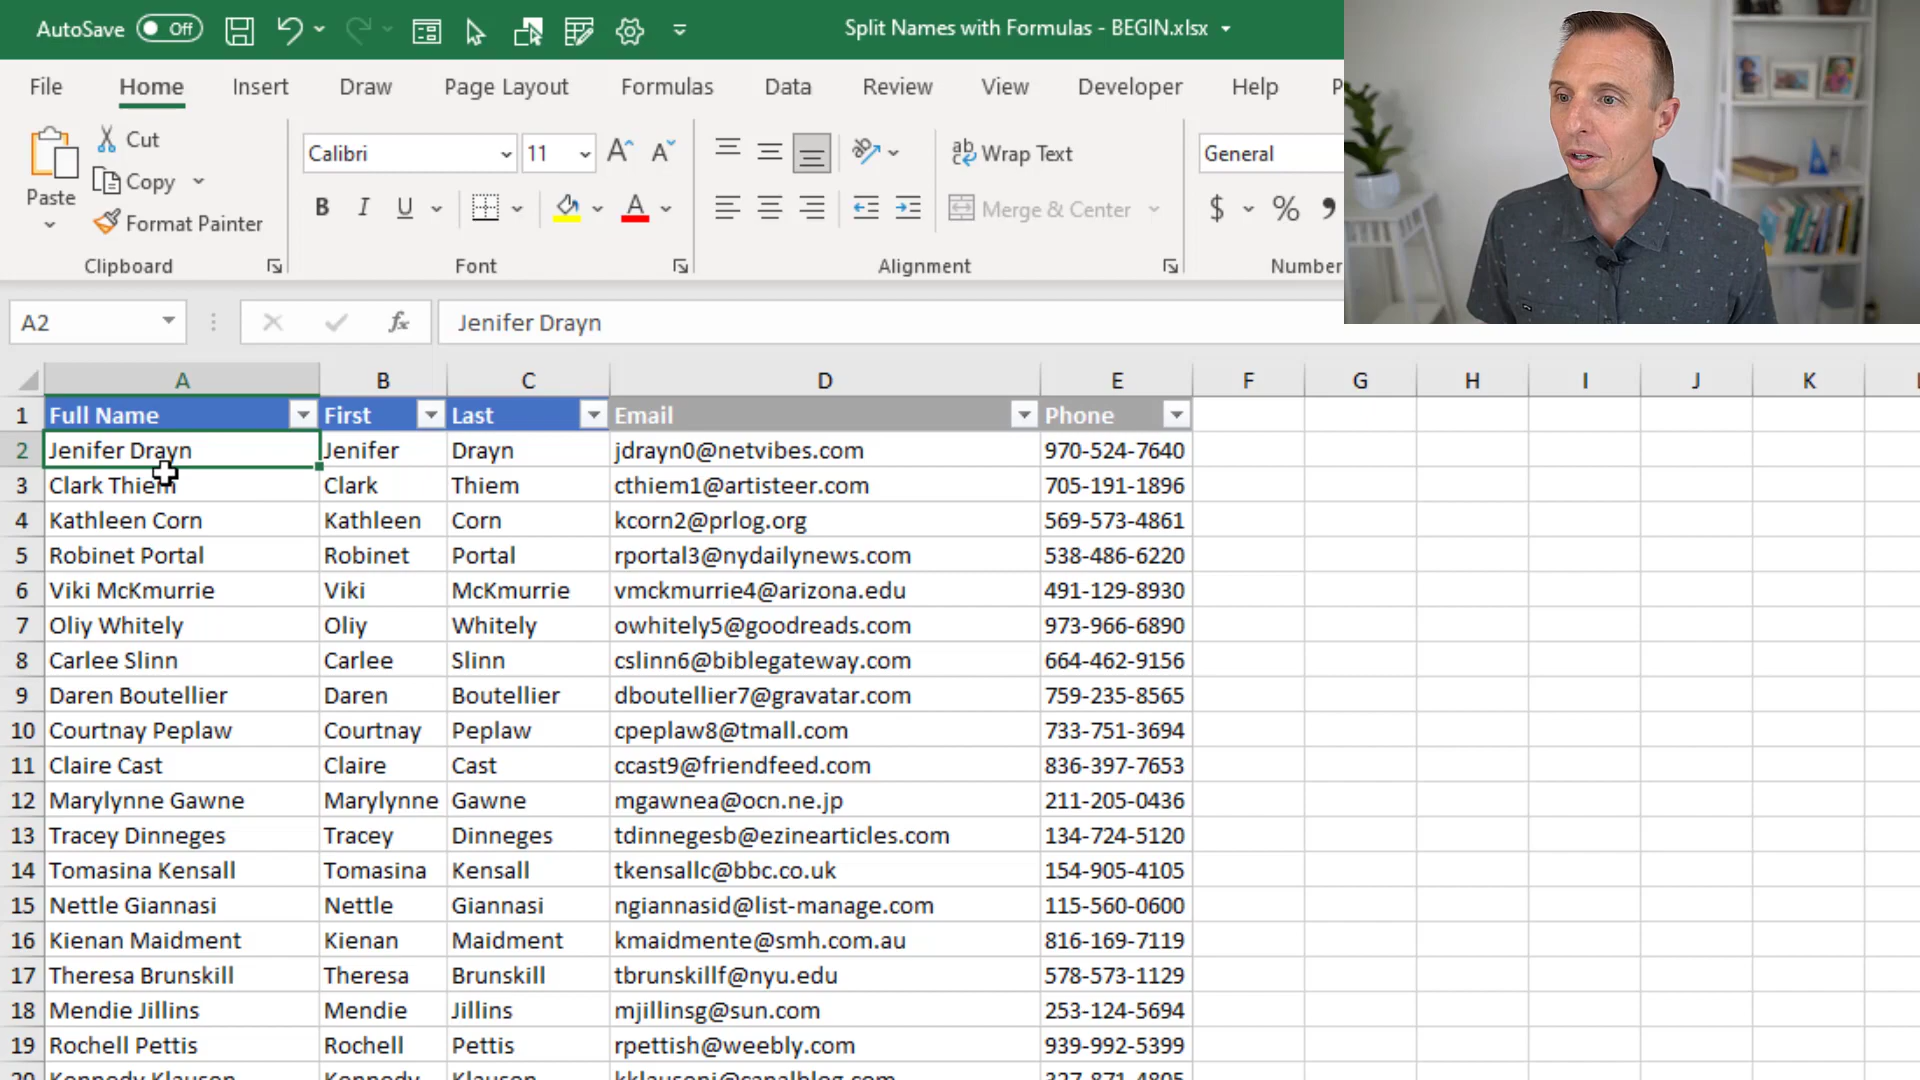 AutoSave Off Split Names with Formulas - BEGIN.xlsx
File Home Insert Draw Page Layout Formulas Data Review View Developer Help P
Cut
Calibri 11 Wrap Text General
Copy
Paste B I U Merge & Center $ % ,
Format Painter
Clipboard Font Alignment Number
A2 fx Jenifer Drayn
A B C D E F G H I J K
1 Full Name First Last Email Phone
2 Jenifer Drayn Jenifer Drayn jdrayn0@netvibes.com 970-524-7640
3 Clark Thiem Clark Thiem cthiem1@artisteer.com 705-191-1896
4 Kathleen Corn Kathleen Corn kcorn2@prlog.org 569-573-4861
5 Robinet Portal Robinet Portal rportal3@nydailynews.com 538-486-6220
6 Viki McKmurrie Viki McKmurrie vmckmurrie4@arizona.edu 491-129-8930
7 Oliy Whitely Oliy Whitely owhitely5@goodreads.com 973-966-6890
8 Carlee Slinn Carlee Slinn cslinn6@biblegateway.com 664-462-9156
9 Daren Boutellier Daren Boutellier dboutellier7@gravatar.com 759-235-8565
10 Courtnay Peplaw Courtnay Peplaw cpeplaw8@tmall.com 733-751-3694
11 Claire Cast Claire Cast ccast9@friendfeed.com 836-397-7653
12 Marylynne Gawne Marylynne Gawne mgawnea@ocn.ne.jp 211-205-0436
13 Tracey Dinneges Tracey Dinneges tdinnegesb@ezinearticles.com 134-724-5120
14 Tomasina Kensall Tomasina Kensall tkensallc@bbc.co.uk 154-905-4105
15 Nettle Giannasi Nettle Giannasi ngiannasid@list-manage.com 115-560-0600
16 Kienan Maidment Kienan Maidment kmaidmente@smh.com.au 816-169-7119
17 Theresa Brunskill Theresa Brunskill tbrunskillf@nyu.edu 578-573-1129
18 Mendie Jillins Mendie Jillins mjillinsg@sun.com 253-124-5694
19 Rochell Pettis Rochell Pettis rpettish@weebly.com 939-992-5399